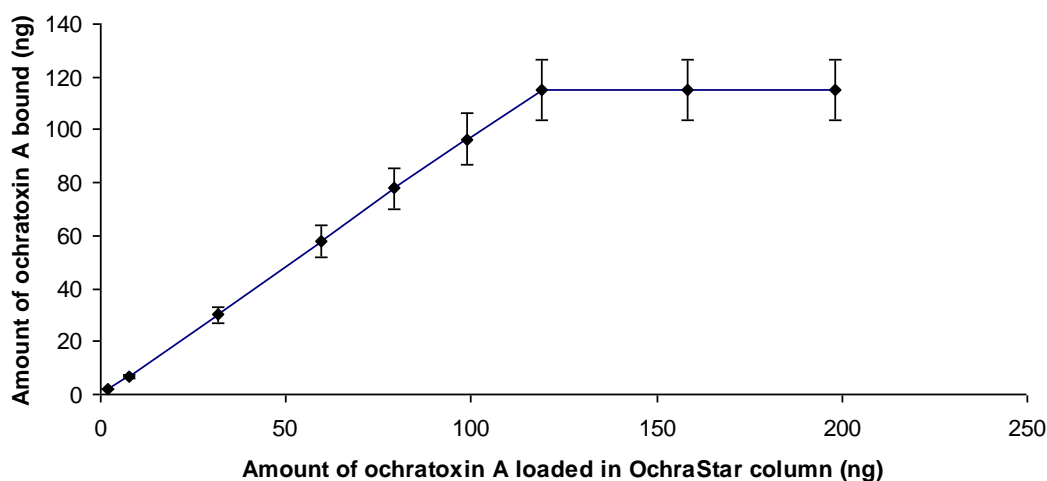 Amount of ochratoxin A bound (ng)
140
120
100
80
60
40
20
0
0 50 100 150 200 250
Amount of ochratoxin A loaded in OchraStar column (ng)